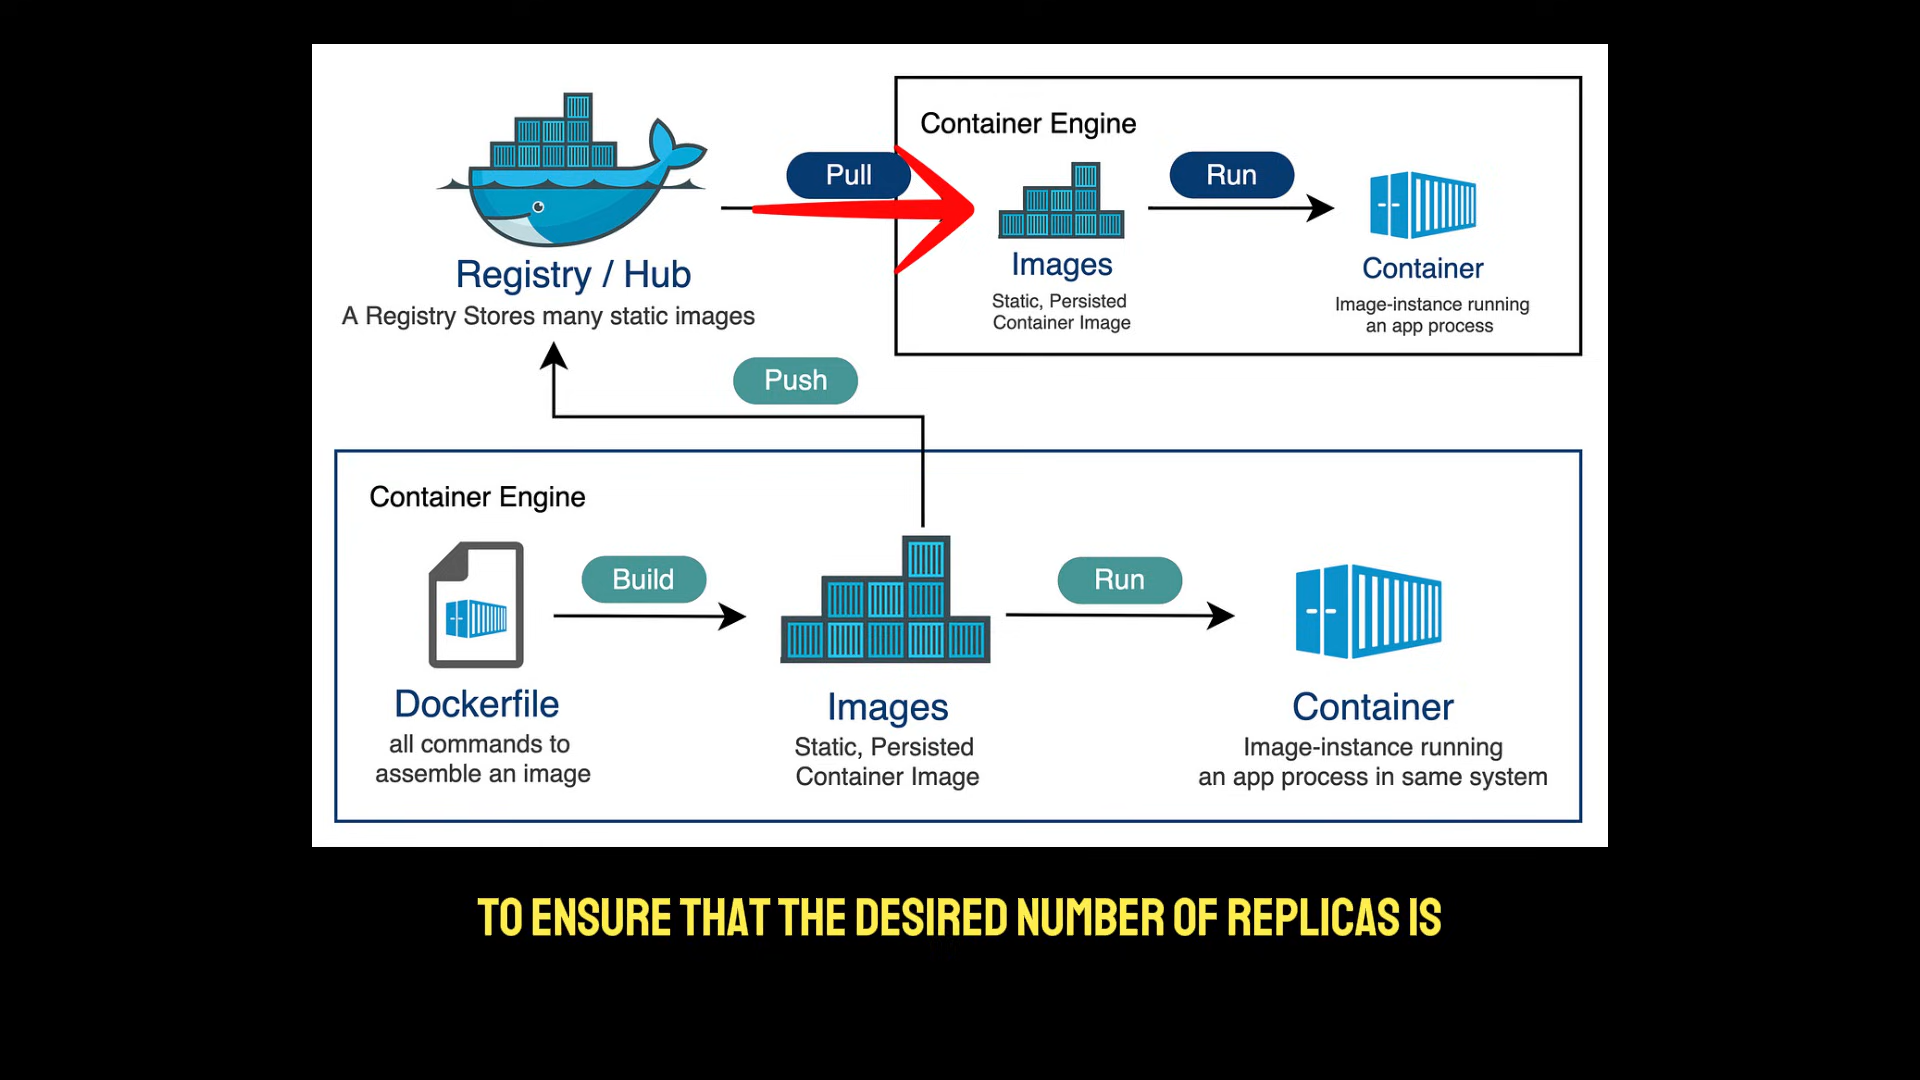 Container Engine
Pull
Run
Registry / Hub
A Registry Stores many static images
Images
Static, Persisted
Container Image
Container
Image-instance running
an app process
Push
Container Engine
Build
Run
Dockerfile
all commands to
assemble an image
Images
Static, Persisted
Container Image
Container
Image-instance running
an app process in same system
TO ENSURE THAT THE DESIRED NUMBER OF REPLICAS IS